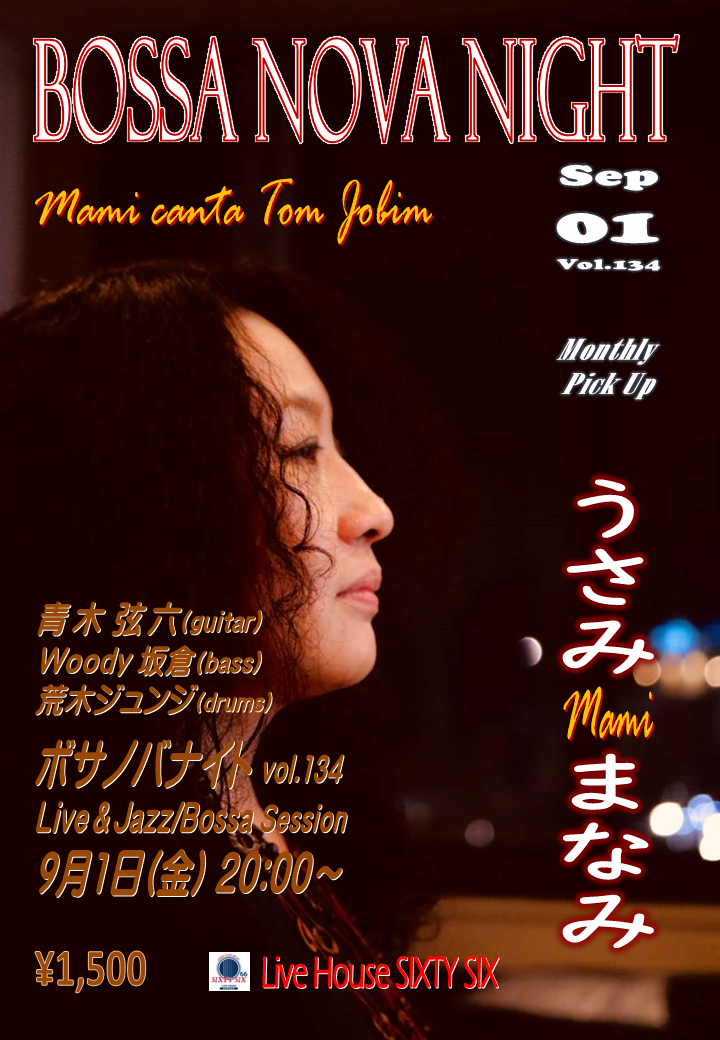 BOSSA NOVA NIGHT
Mami canta Tom Jobim
Sep
01
Vol.134
Monthly
Pick Up
うさみ
Mami
まなみ
青木 弦六(guitar)
Woody 坂倉(bass)
荒木ジュンジ(drums)
ボサノバナイト vol.134
Live & Jazz/Bossa Session
9月1日(金) 20:00~
¥1,500
66
SIXTY SIX
Live House SIXTY SIX